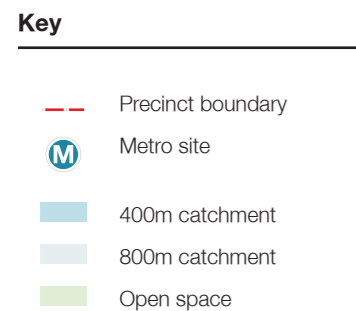 Key
Precinct boundary
M Metro site
400m catchment
800m catchment
Open space